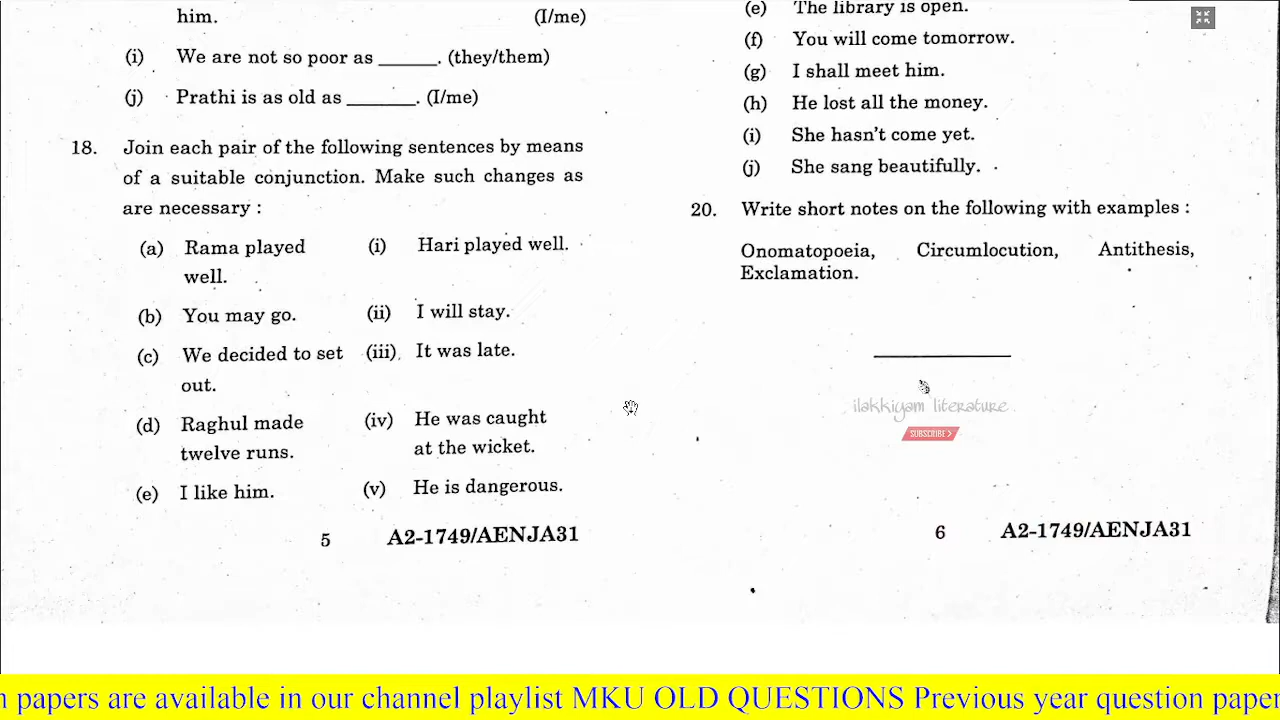 him. (I/me)
(i) We are not so poor as ______. (they/them)
(j) Prathi is as old as _______. (I/me)
18. Join each pair of the following sentences by means
of a suitable conjunction. Make such changes as
are necessary :
(a) Rama played (i) Hari played well.
well.
(b) You may go. (ii) I will stay.
(c) We decided to set (iii) It was late.
out.
(d) Raghul made (iv) He was caught
twelve runs. at the wicket.
(e) I like him. (v) He is dangerous.
5 A2-1749/AENJA31
(e) The library is open.
(f) You will come tomorrow.
(g) I shall meet him.
(h) He lost all the money.
(i) She hasn't come yet.
(j) She sang beautifully.
20. Write short notes on the following with examples :
Onomatopoeia, Circumlocution, Antithesis,
Exclamation.
ilakkiyam literature
SUBSCRIBE >
6 A2-1749/AENJA31
papers are available in our channel playlist MKU OLD QUESTIONS Previous year question paper